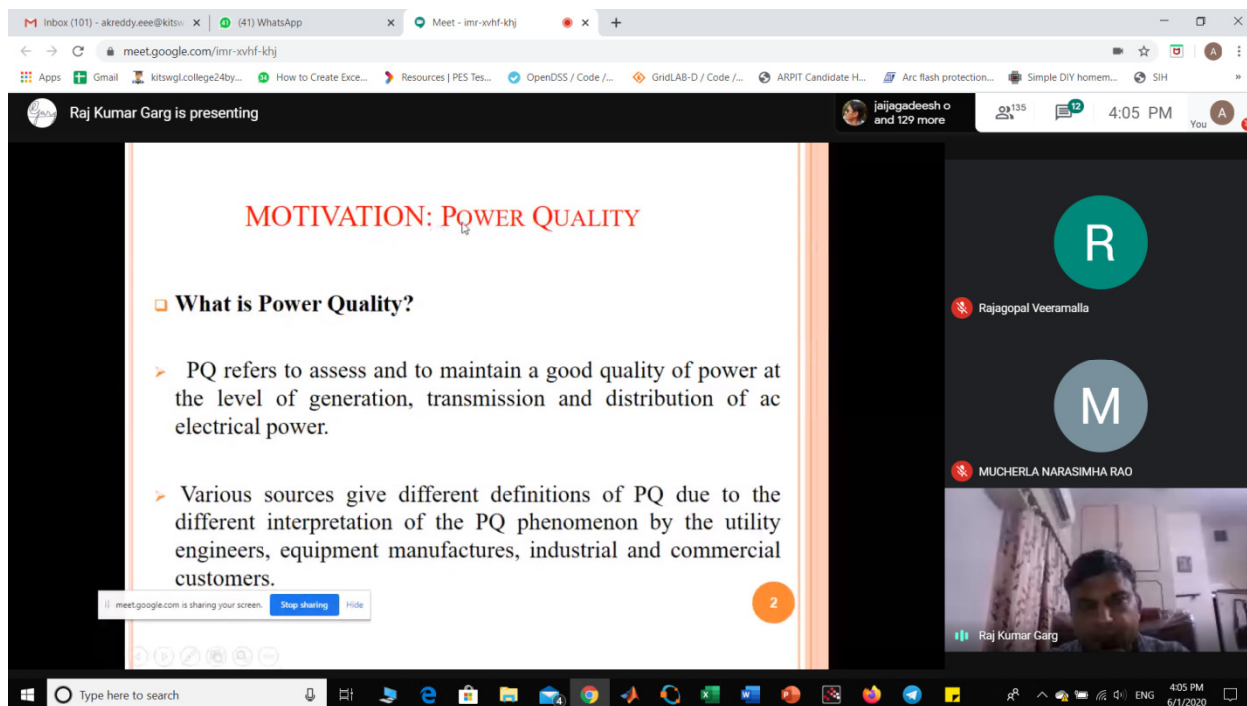 Inbox (101) - akreddy.eee@kitsw
(41) WhatsApp
Meet - imr-xvhf-khj
meet.google.com/imr-xvhf-khj
A
Apps
Gmail
kitswgl.college24by...
How to Create Exce...
Resources | PES Tes...
OpenDSS / Code /...
GridLAB-D / Code /...
ARPIT Candidate H...
Arc flash protection...
Simple DIY homem...
SIH
»
Raj Kumar Garg is presenting
jaijagadeesh o
and 129 more
135
12
4:05 PM
You
A
MOTIVATION: POWER QUALITY
What is Power Quality?
PQ refers to assess and to maintain a good quality of power at
the level of generation, transmission and distribution of ac
electrical power.
Various sources give different definitions of PQ due to the
different interpretation of the PQ phenomenon by the utility
engineers, equipment manufactures, industrial and commercial
customers.
2
meet.google.com is sharing your screen.
Stop sharing
Hide
R
Rajagopal Veeramalla
M
MUCHERLA NARASIMHA RAO
Raj Kumar Garg
Type here to search
ENG
4:05 PM
6/1/2020